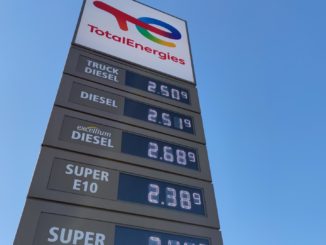 TotalEnergies
TRUCK
DIESEL 2.50⁹
DIESEL 2.51⁹
excellium
DIESEL 2.68⁹
SUPER
E10 2.38⁹
SUPER